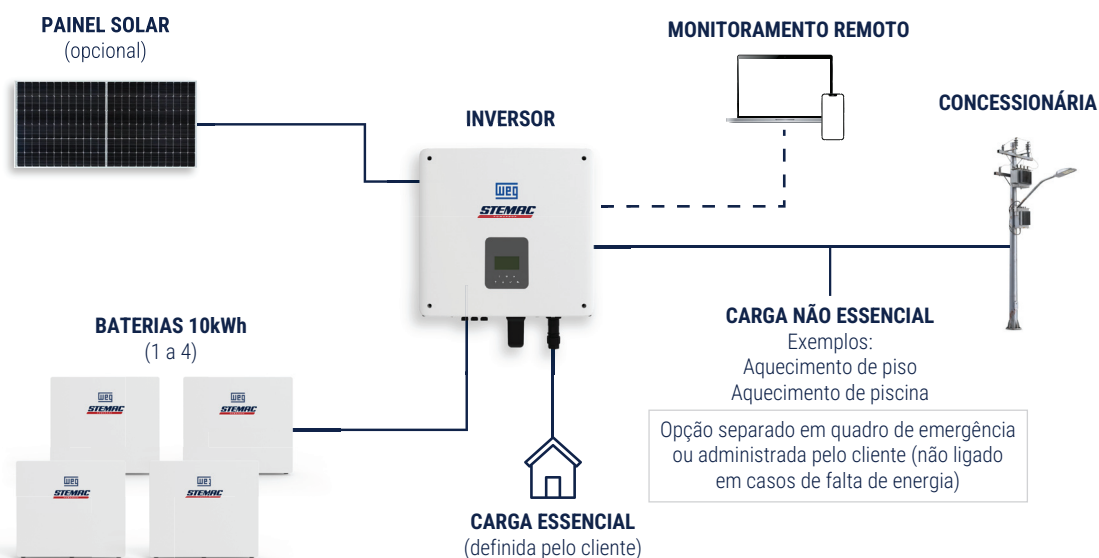 PAINEL SOLAR
(opcional)
MONITORAMENTO REMOTO
CONCESSIONÁRIA
INVERSOR
weg
STEMAC
BATERIAS 10kWh
(1 a 4)
weg
STEMAC
weg
STEMAC
weg
STEMAC
weg
STEMAC
CARGA NÃO ESSENCIAL
Exemplos:
Aquecimento de piso
Aquecimento de piscina
Opção separado em quadro de emergência
ou administrada pelo cliente (não ligado
em casos de falta de energia)
CARGA ESSENCIAL
(definida pelo cliente)